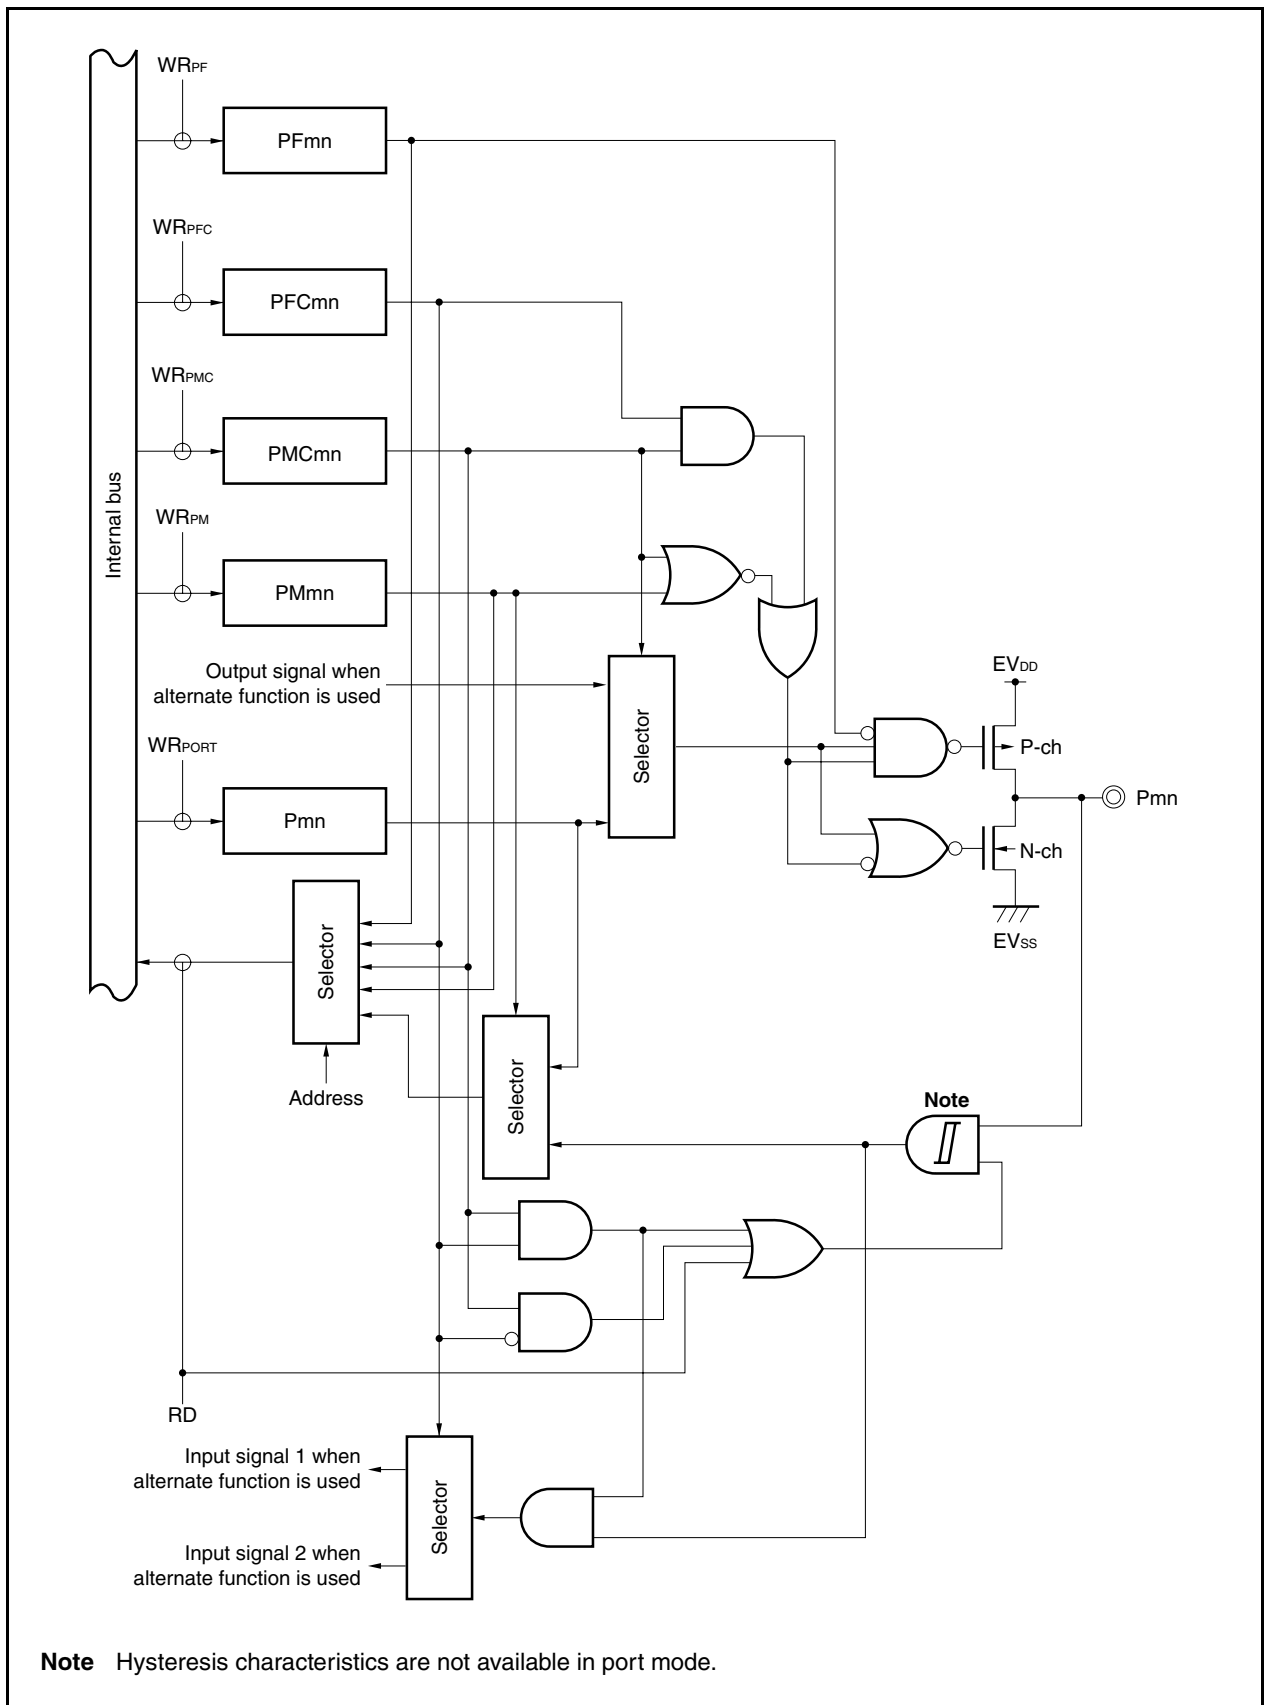 WRPF
PFmn
WRPFC
PFCmn
WRPMC
PMCmn
Internal bus
WRPM
PMmn
Output signal when
alternate function is used
Selector
EVDD
P-ch
WRPORT
Pmn
Pmn
N-ch
EVSS
Selector
Address
Selector
Note
RD
Input signal 1 when
alternate function is used
Selector
Input signal 2 when
alternate function is used
Note Hysteresis characteristics are not available in port mode.